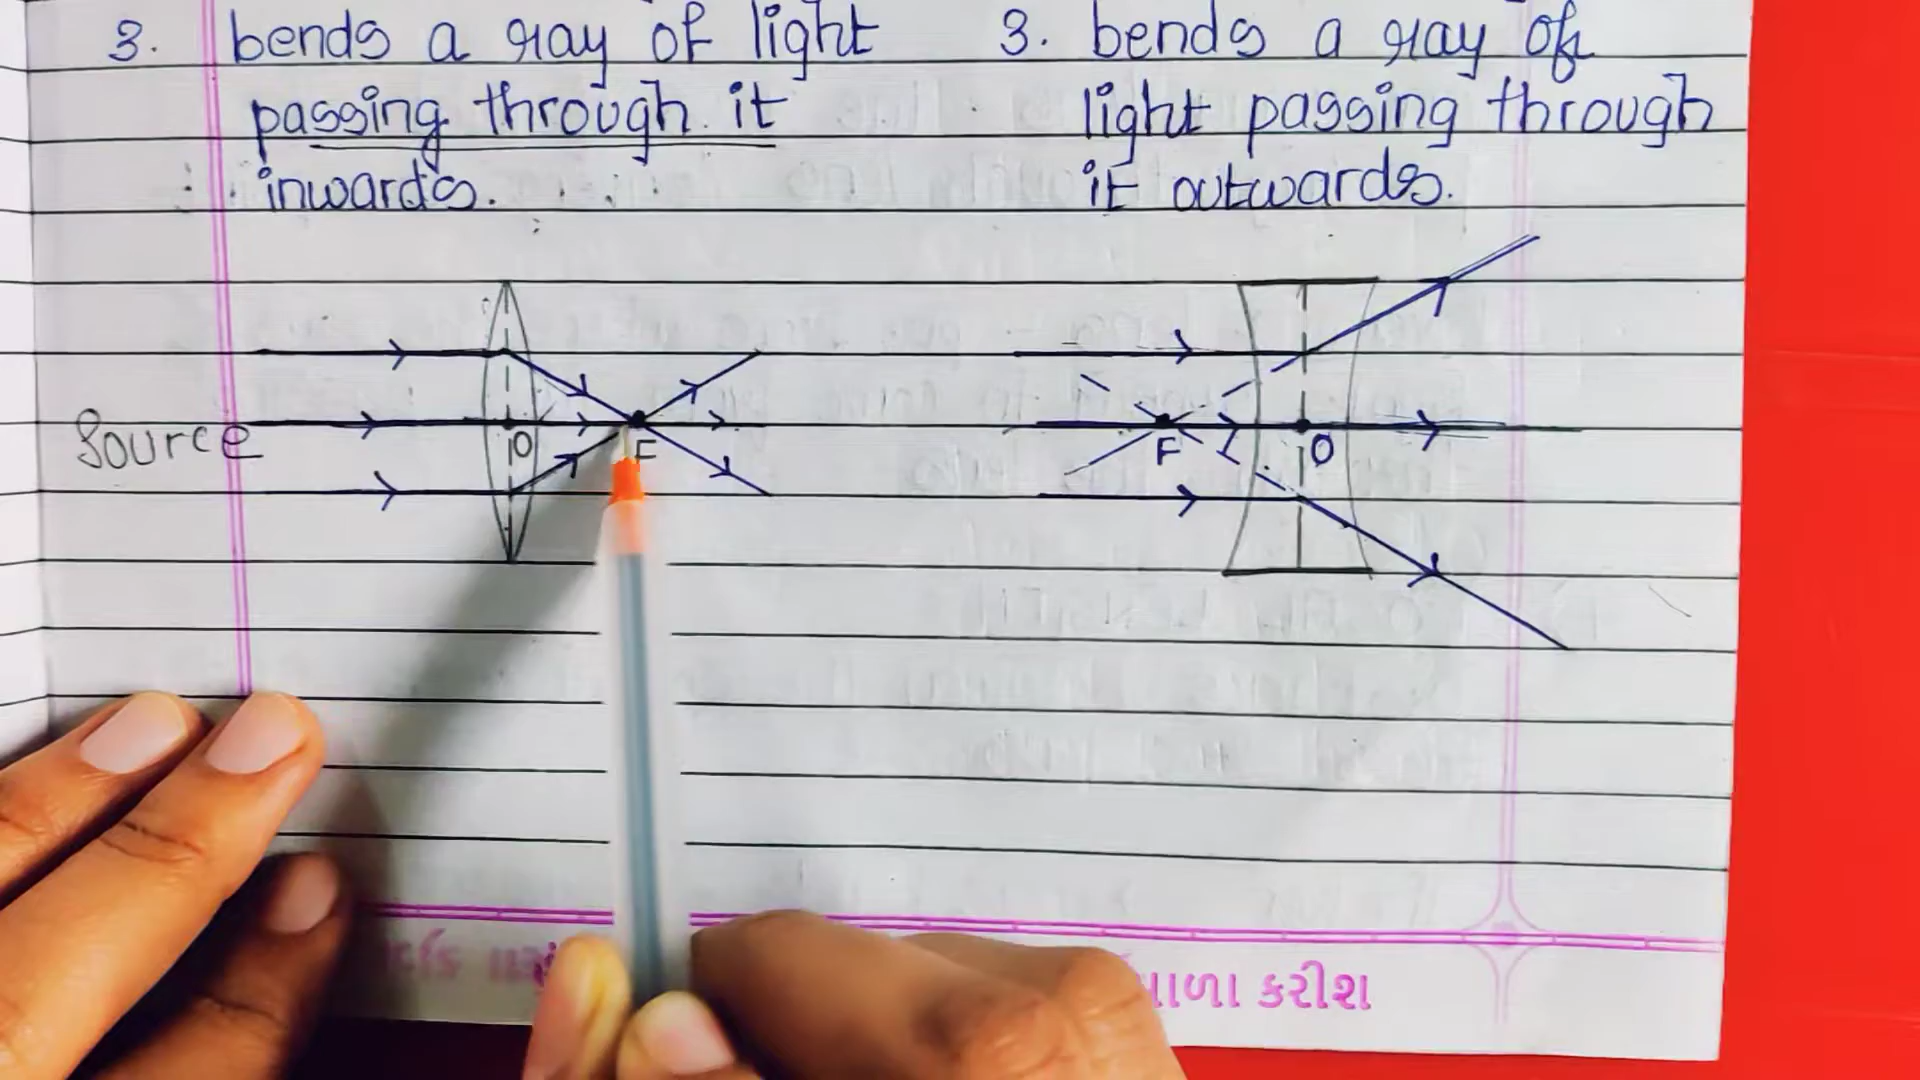 3. bends a ray of light
passing through it
inwards.
3. bends a ray of
light passing through
it outwards.
Source
O
F
F
O
માળા કરીશ